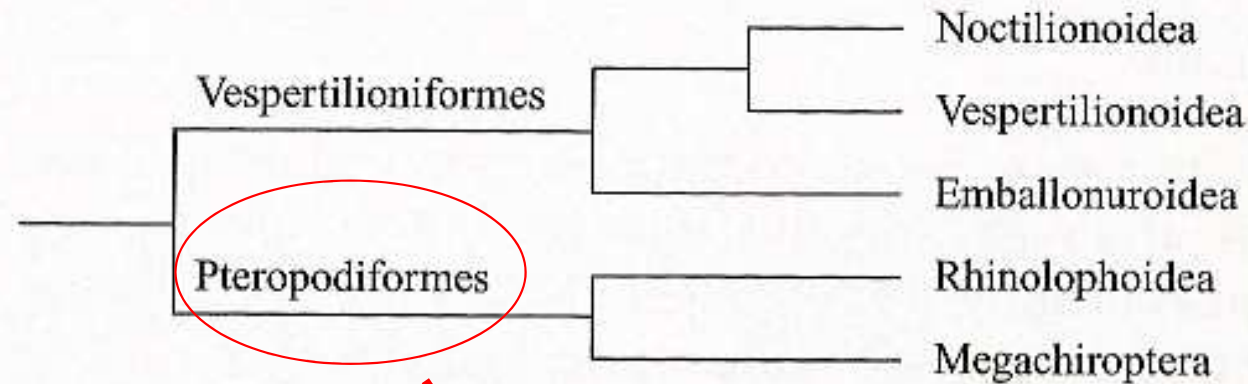 Noctilionoidea
Vespertilioniformes
Vespertilionoidea
Emballonuroidea
Pteropodiformes
Rhinolophoidea
Megachiroptera